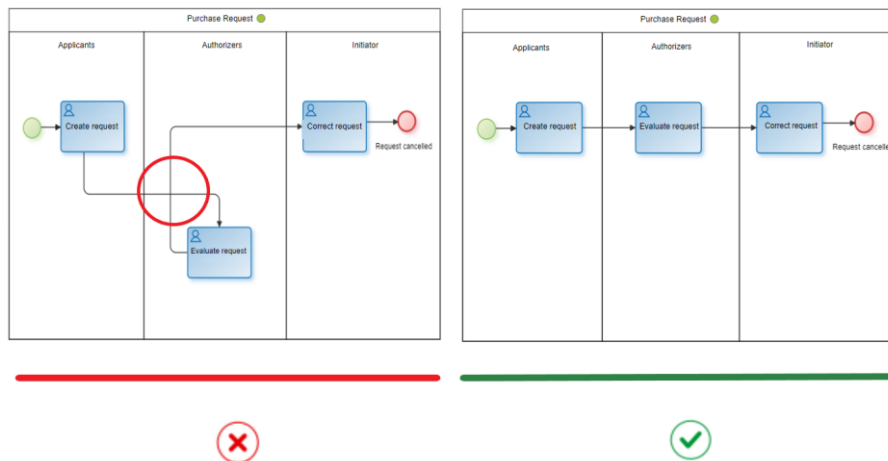 Purchase Request
Applicants
Authorizers
Initiator
Create request
Correct request
Request cancelled
Evaluate request
Purchase Request
Applicants
Authorizers
Initiator
Create request
Evaluate request
Correct request
Request cancelle